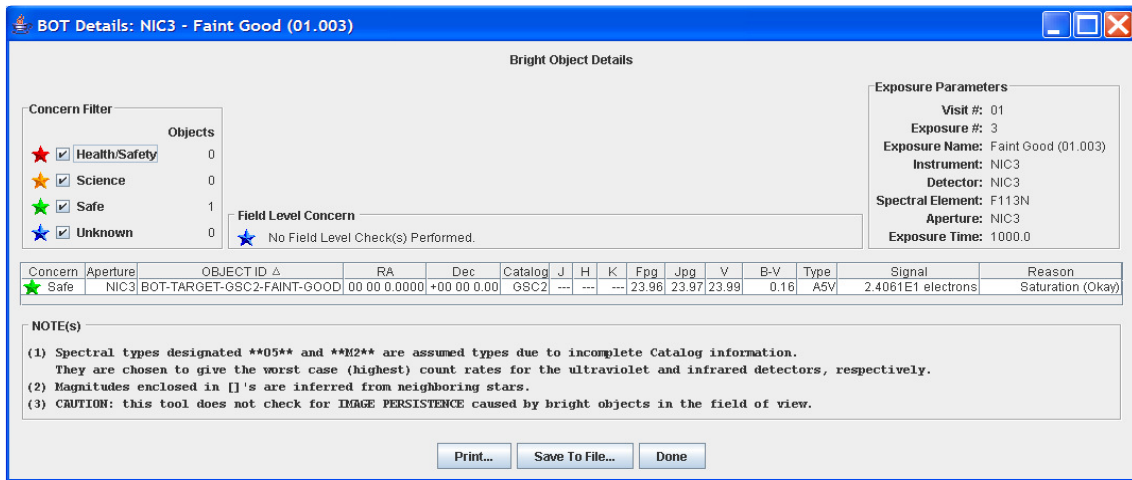 BOT Details: NIC3 - Faint Good (01.003)
Bright Object Details
Concern Filter
Objects
Health/Safety 0
Science 0
Safe 1
Unknown 0
Field Level Concern
No Field Level Check(s) Performed.
Exposure Parameters
Visit #: 01
Exposure #: 3
Exposure Name: Faint Good (01.003)
Instrument: NIC3
Detector: NIC3
Spectral Element: F113N
Aperture: NIC3
Exposure Time: 1000.0
Concern Aperture OBJECT ID △ RA Dec Catalog J H K Fpg Jpg V B-V Type Signal Reason
Safe NIC3 BOT-TARGET-GSC2-FAINT-GOOD 00 00 0.0000 +00 00 0.00 GSC2 --- --- --- 23.96 23.97 23.99 0.16 A5V 2.4061E1 electrons Saturation (Okay)
NOTE(s)
(1) Spectral types designated **O5** and **M2** are assumed types due to incomplete Catalog information.
They are chosen to give the worst case (highest) count rates for the ultraviolet and infrared detectors, respectively.
(2) Magnitudes enclosed in []'s are inferred from neighboring stars.
(3) CAUTION: this tool does not check for IMAGE PERSISTENCE caused by bright objects in the field of view.
Print... Save To File... Done